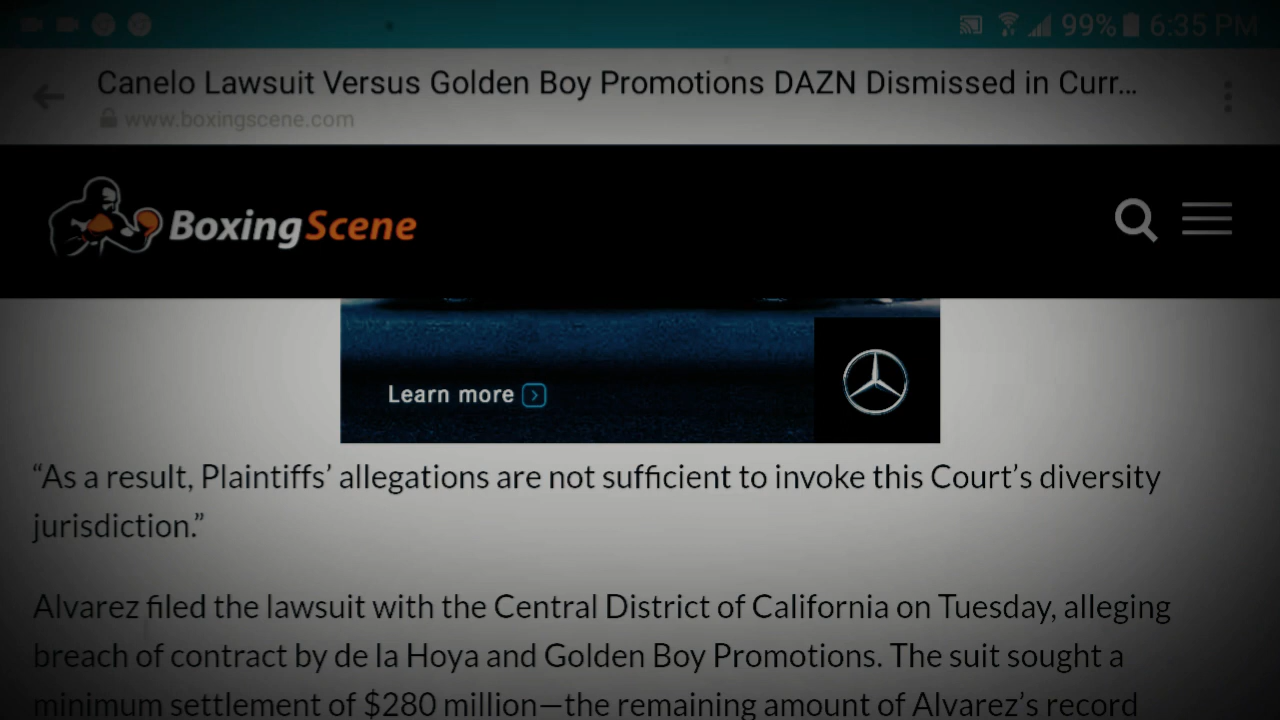 99% 6:35 PM
Canelo Lawsuit Versus Golden Boy Promotions DAZN Dismissed in Curr...
www.boxingscene.com
BoxingScene
Learn more
“As a result, Plaintiffs’ allegations are not sufficient to invoke this Court’s diversity
jurisdiction.”
Alvarez filed the lawsuit with the Central District of California on Tuesday, alleging
breach of contract by de la Hoya and Golden Boy Promotions. The suit sought a
minimum settlement of $280 million—the remaining amount of Alvarez’s record